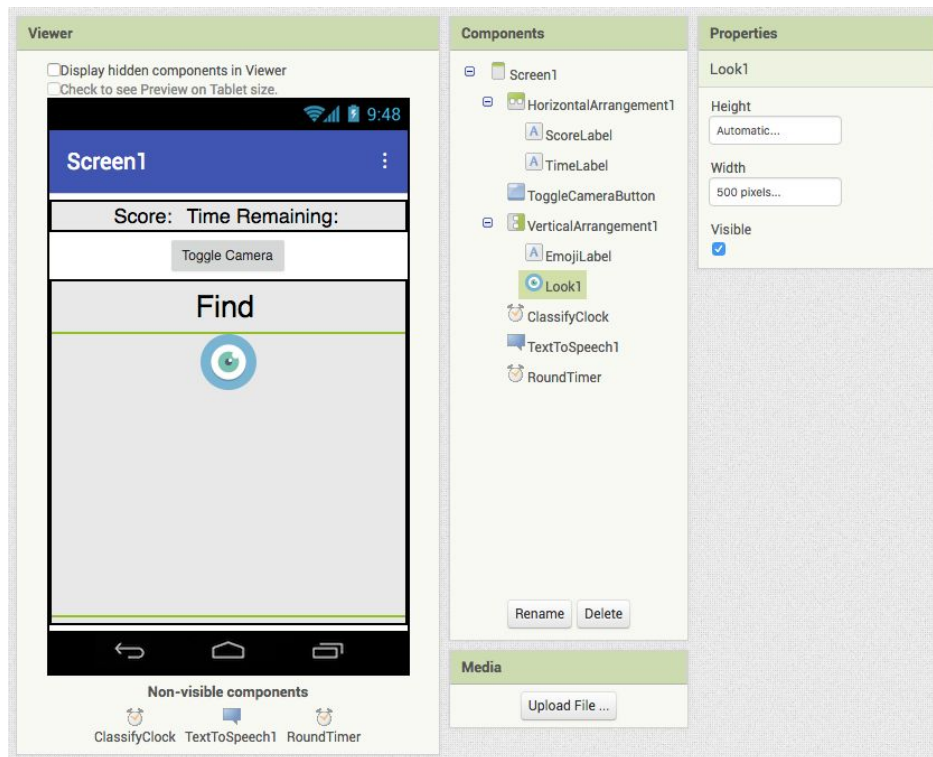 Viewer
Display hidden components in Viewer
Check to see Preview on Tablet size.
9:48
Screen1
Score: Time Remaining:
Toggle Camera
Find
Non-visible components
ClassifyClock TextToSpeech1 RoundTimer
Components
Screen1
HorizontalArrangement1
A ScoreLabel
A TimeLabel
ToggleCameraButton
VerticalArrangement1
A EmojiLabel
Look1
ClassifyClock
TextToSpeech1
RoundTimer
Rename Delete
Media
Upload File ...
Properties
Look1
Height
Automatic...
Width
500 pixels...
Visible